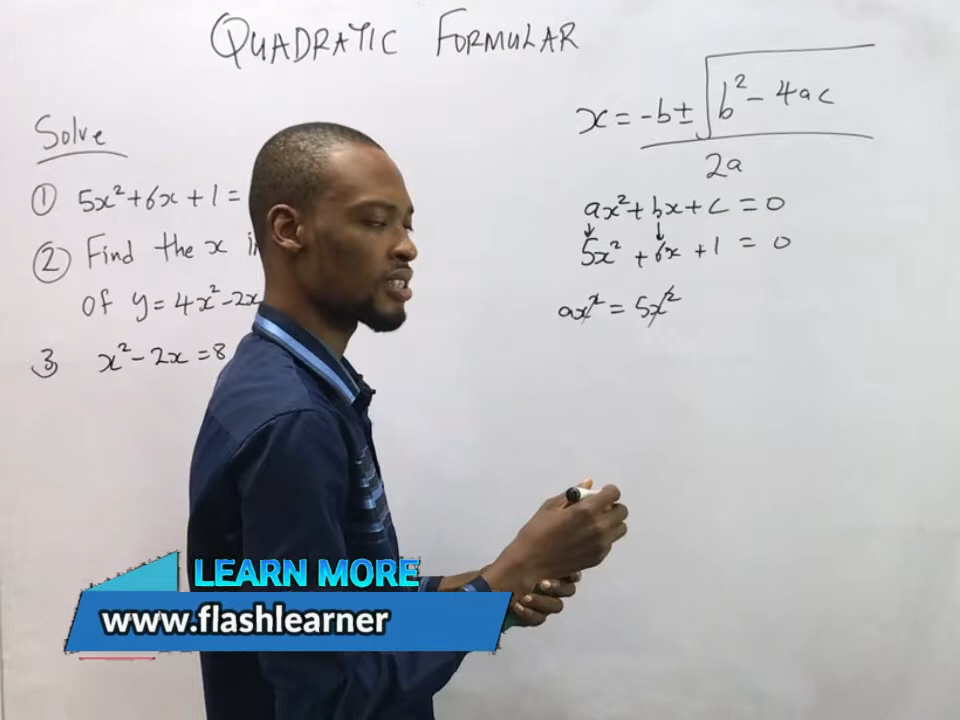 QUADRATIC FORMULAR
Solve
① 5x²+6x+1=
② Find the x
of y=4x²-2x
③ x²-2x=8
x = -b±√b²-4ac
2a
ax²+bx+c=0
5x²+6x+1=0
ax²=5x²
LEARN MORE
www.flashlearner